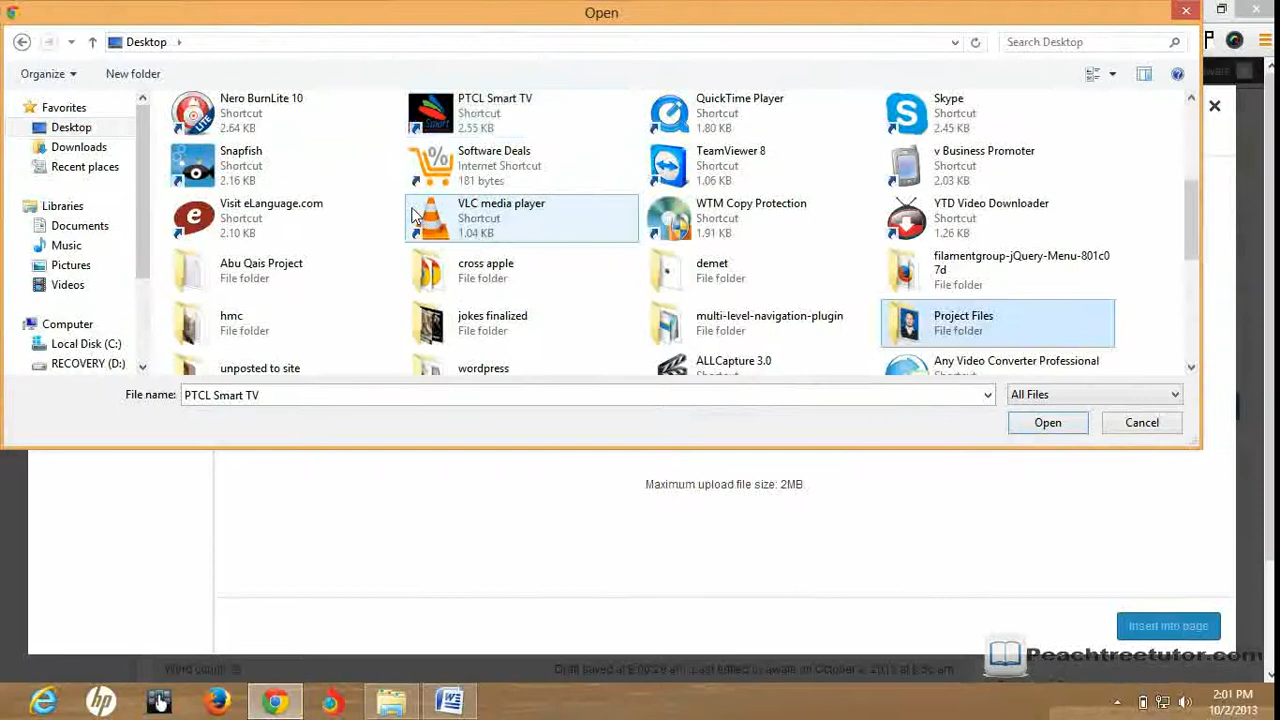 Open
Desktop
Search Desktop
Organize
New folder
Favorites
Desktop
Downloads
Recent places
Libraries
Documents
Music
Pictures
Videos
Computer
Local Disk (C:)
RECOVERY (D:)
Nero BurnLite 10
Shortcut
2.64 KB
PTCL Smart TV
Shortcut
2.55 KB
QuickTime Player
Shortcut
1.80 KB
Skype
Shortcut
2.45 KB
Snapfish
Shortcut
2.16 KB
Software Deals
Internet Shortcut
181 bytes
TeamViewer 8
Shortcut
1.06 KB
v Business Promoter
Shortcut
2.03 KB
Visit eLanguage.com
Shortcut
2.10 KB
VLC media player
Shortcut
1.04 KB
WTM Copy Protection
Shortcut
1.91 KB
YTD Video Downloader
Shortcut
1.26 KB
Abu Qais Project
File folder
cross apple
File folder
demet
File folder
filamentgroup-jQuery-Menu-801c0
7d
File folder
hmc
File folder
jokes finalized
File folder
multi-level-navigation-plugin
File folder
Project Files
File folder
unposted to site
wordpress
ALLCapture 3.0
Any Video Converter Professional
File name:
PTCL Smart TV
All Files
Open
Cancel
Maximum upload file size: 2MB
Insert into page
Peachtreetutor.com
2:01 PM
10/2/2013